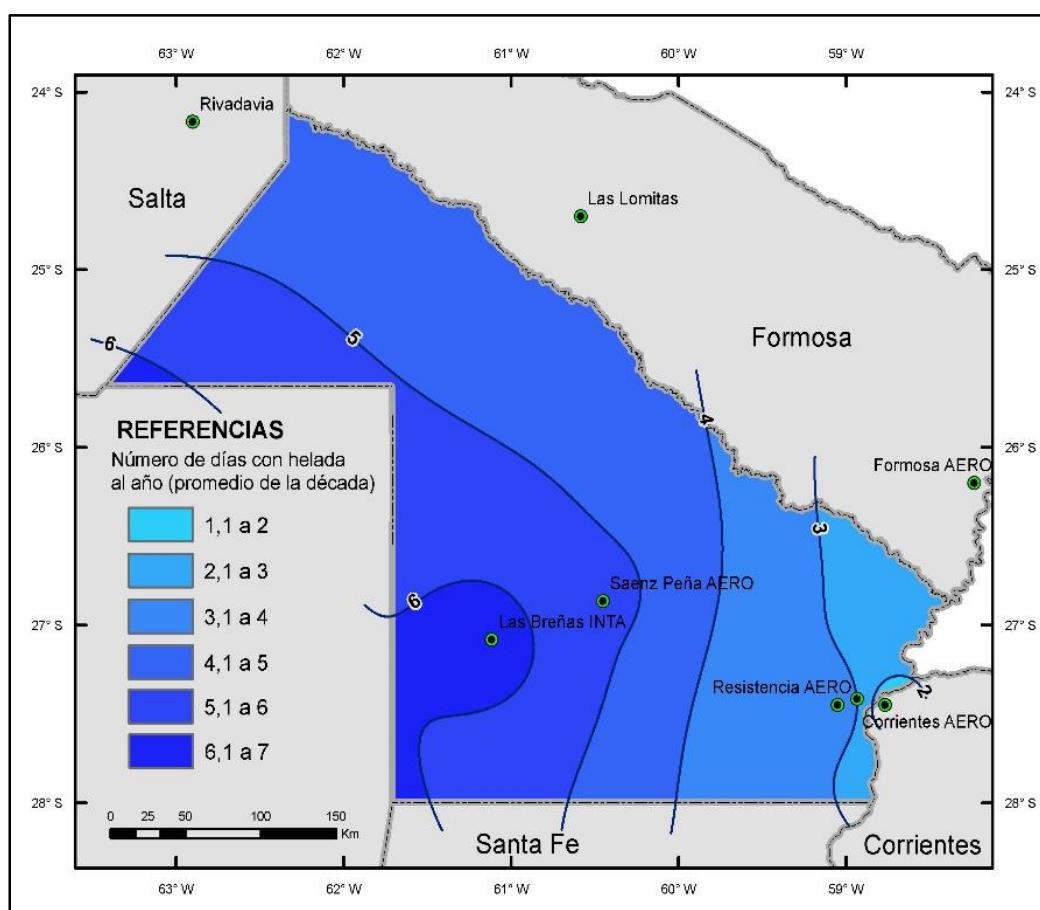 63° W 62° W 61° W 60° W 59° W
24° S 24° S
Rivadavia
Salta
Las Lomitas
25° S 25° S
6
5
Formosa
26° S 26° S
4
REFERENCIAS
Número de días con helada
al año (promedio de la década)
1,1 a 2
2,1 a 3
3,1 a 4
4,1 a 5
5,1 a 6
6,1 a 7
0 25 50 100 150
Km
Formosa AERO
3
Saenz Peña AERO
6
Las Breñas INTA
27° S 27° S
Resistencia AERO
2
Corrientes AERO
28° S 28° S
Santa Fe
Corrientes
63° W 62° W 61° W 60° W 59° W